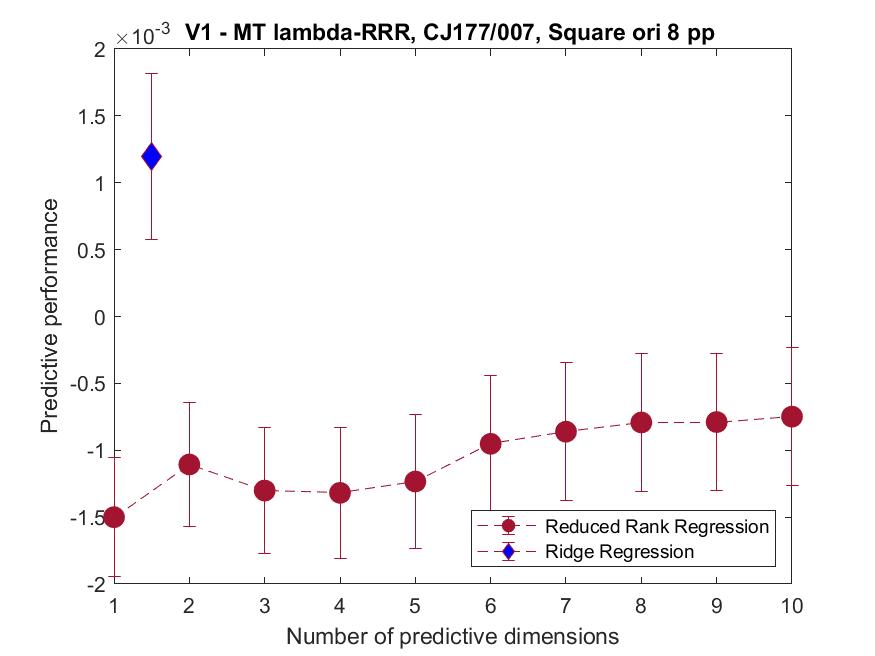 ×10-3 V1 - MT lambda-RRR, CJ177/007, Square ori 8 pp
2
1.5
1
0.5
0
-0.5
-1
-1.5
-2
Predictive performance
Reduced Rank Regression
Ridge Regression
1 2 3 4 5 6 7 8 9 10
Number of predictive dimensions